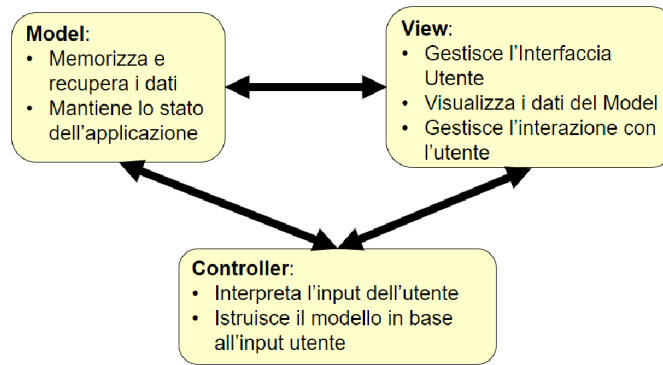 Model:
• Memorizza e
recupera i dati
• Mantiene lo stato
dell'applicazione
View:
• Gestisce l'Interfaccia
Utente
• Visualizza i dati del Model
• Gestisce l'interazione con
l'utente
Controller:
• Interpreta l'input dell'utente
• Istruisce il modello in base
all'input utente